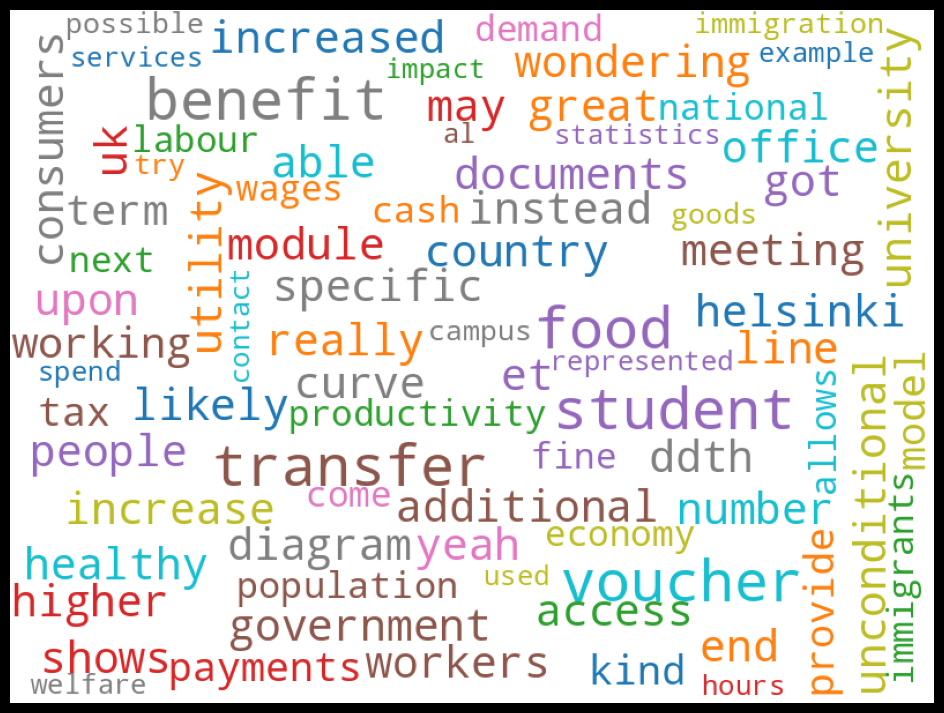 possible
increased
demand
immigration
services
impact
wondering
example
consumers
benefit
may
great
national
university
uk
labour
al
statistics
office
try
able
documents
got
term
utility
wages
cash
instead
goods
next
module
country
meeting
upon
contact
specific
helsinki
working
really
campus
food
line
spend
curve
et
represented
tax
likely
productivity
student
allows
unconditional
model
people
transfer
fine
ddth
increase
come
additional
number
immigrants
healthy
diagram
yeah
economy
provide
higher
population
used
voucher
government
access
shows
payments
workers
kind
end
welfare
hours